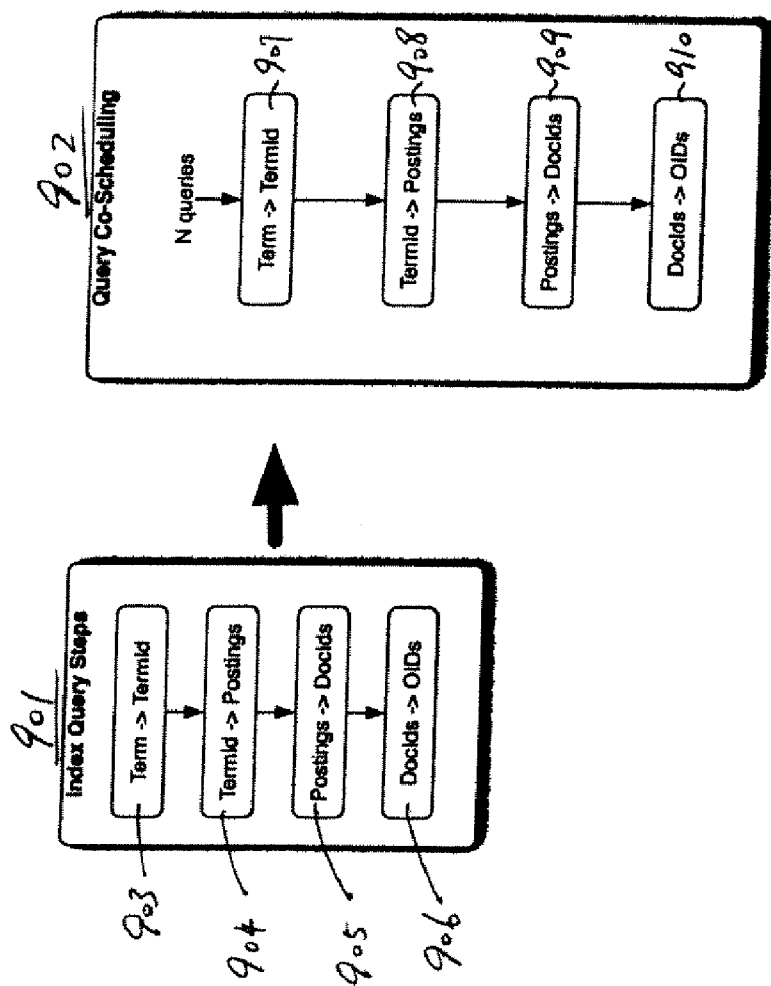 901
Index Query Steps
903
Term -> TermId
904
TermId -> Postings
905
Postings -> DocIds
906
DocIds -> OIDs
902
Query Co-Scheduling
N queries
Term -> TermId
907
TermId -> Postings
908
Postings -> DocIds
909
DocIds -> OIDs
910